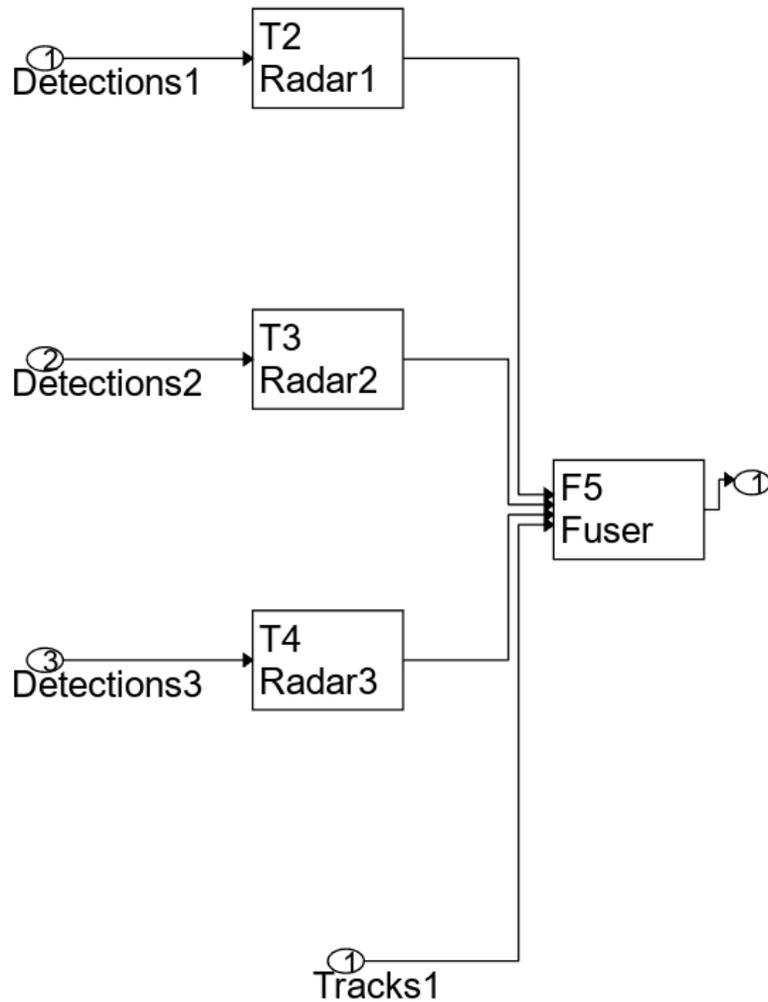 T2
Radar1
1
Detections1
T3
Radar2
2
Detections2
F5
Fuser
1
T4
Radar3
3
Detections3
1
Tracks1